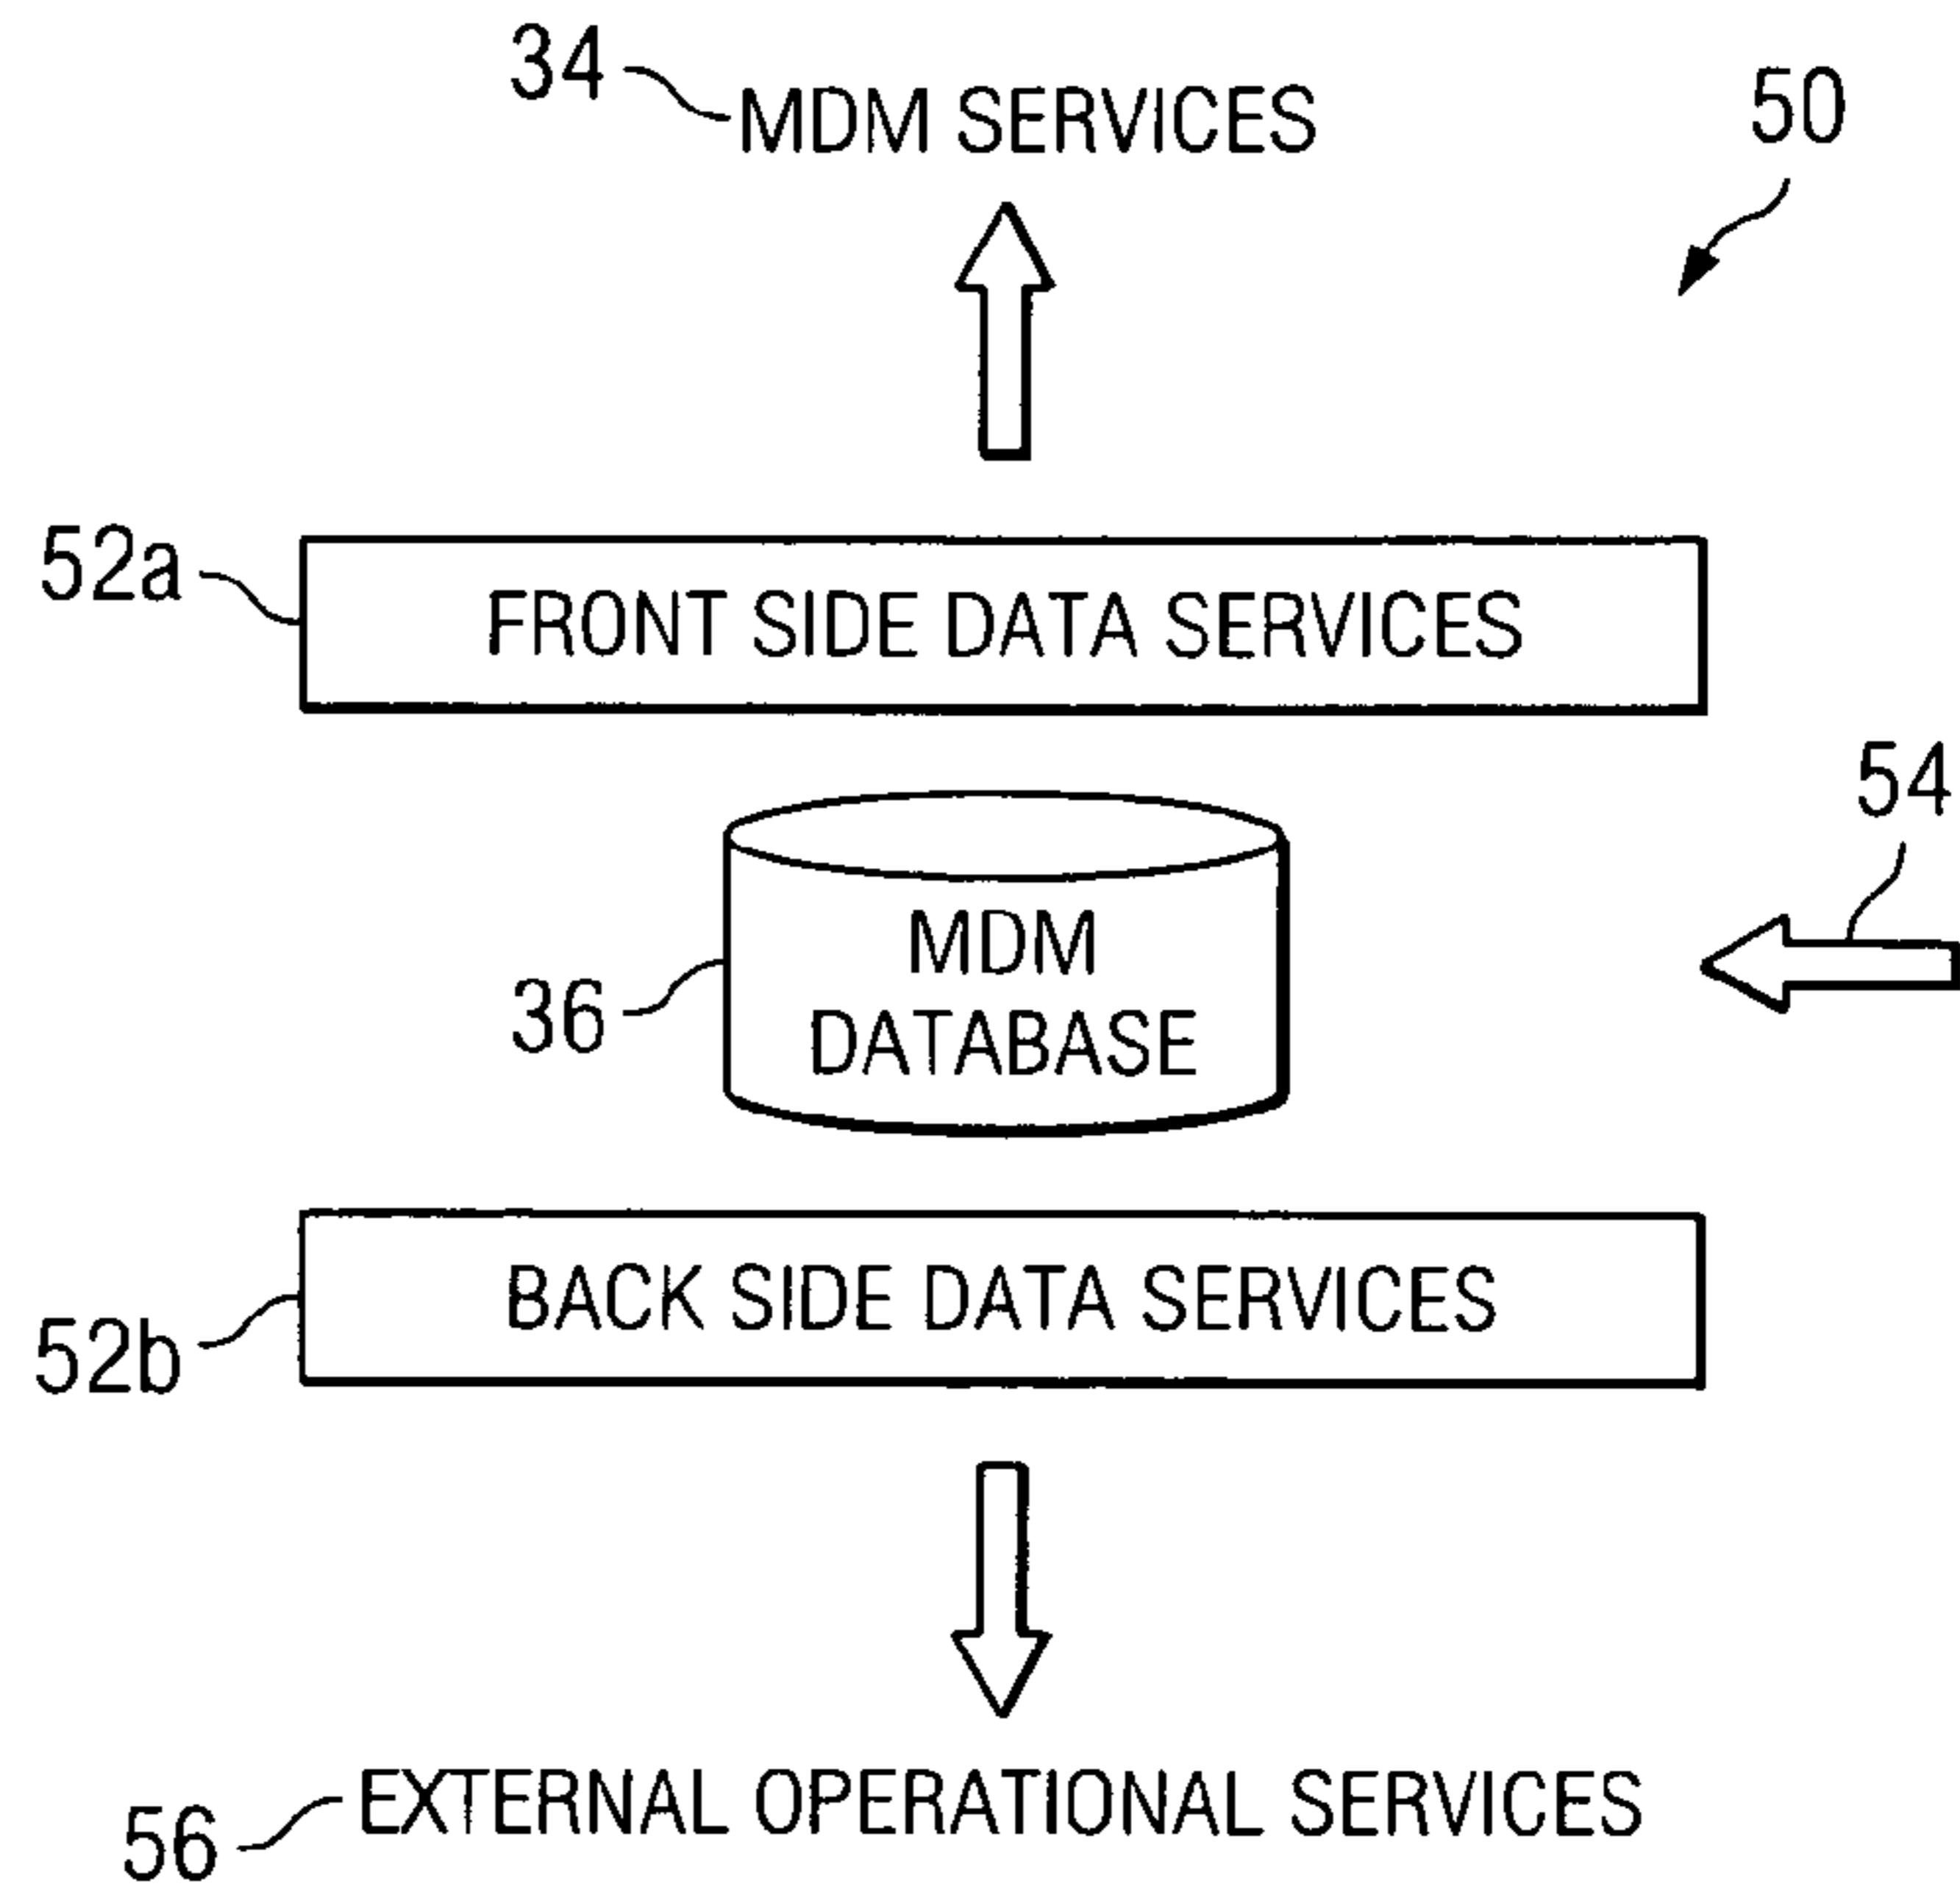 34
MDM SERVICES
50
52a
FRONT SIDE DATA SERVICES
54
MDM
DATABASE
36
BACK SIDE DATA SERVICES
52b
EXTERNAL OPERATIONAL SERVICES
56